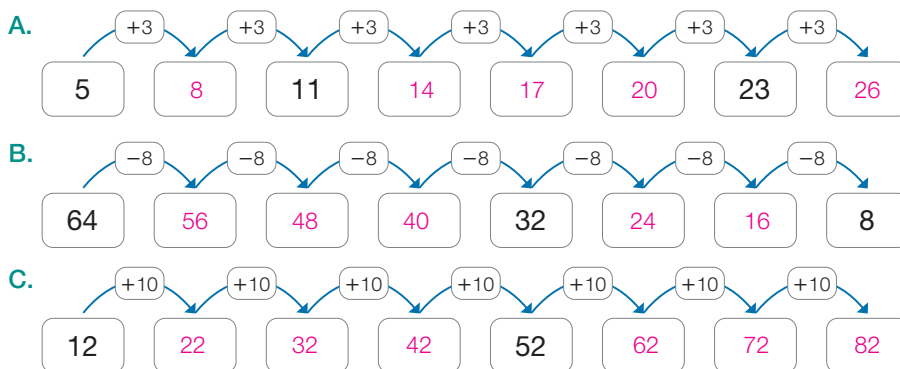 A. +3 +3 +3 +3 +3 +3 +3
5 8 11 14 17 20 23 26
B. −8 −8 −8 −8 −8 −8 −8
64 56 48 40 32 24 16 8
C. +10 +10 +10 +10 +10 +10 +10
12 22 32 42 52 62 72 82